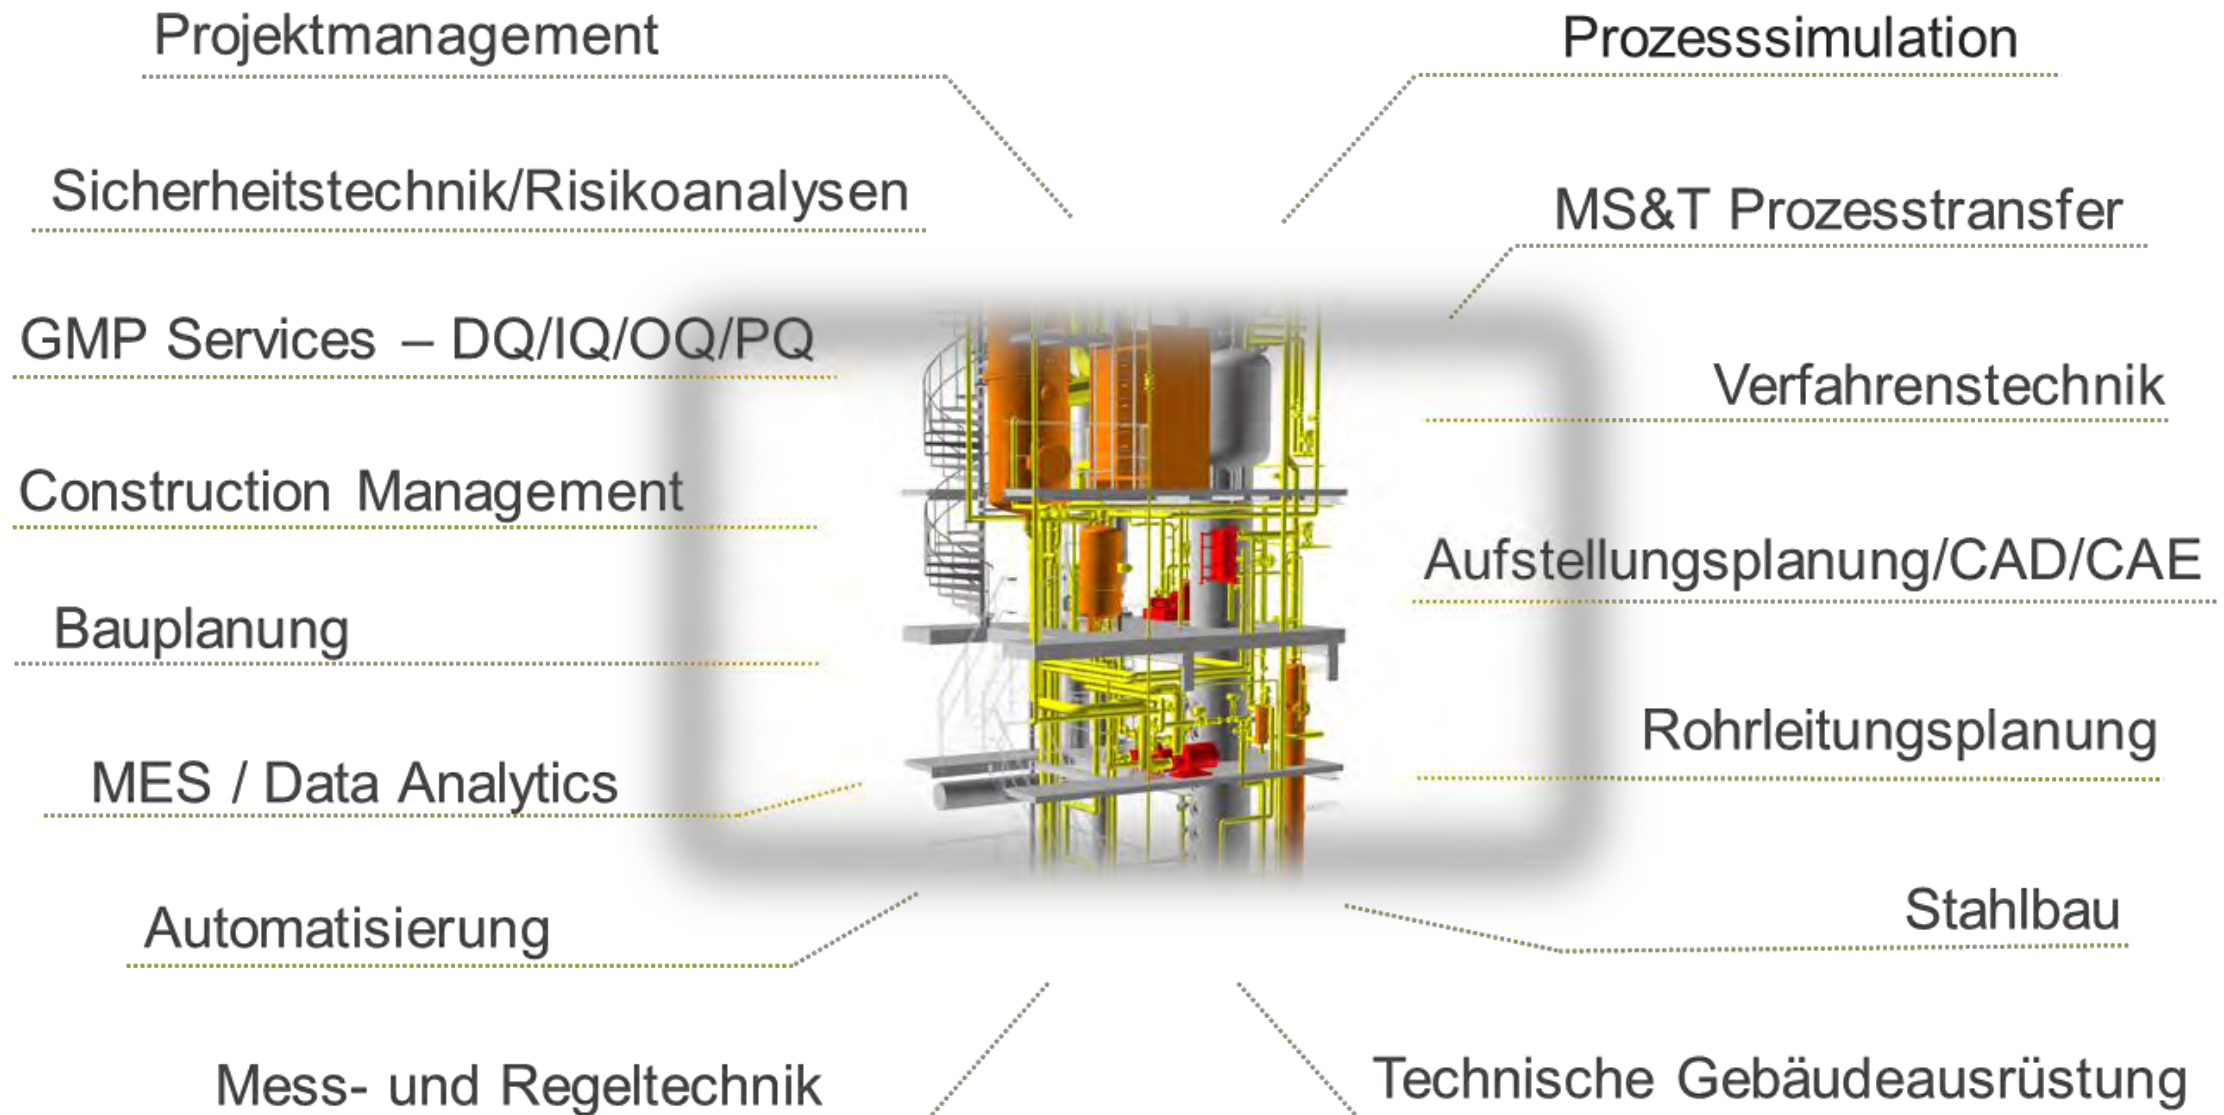 Projektmanagement
Sicherheitstechnik/Risikoanalysen
GMP Services – DQ/IQ/OQ/PQ
Construction Management
Bauplanung
MES / Data Analytics
Automatisierung
Mess- und Regeltechnik
Prozesssimulation
MS&T Prozesstransfer
Verfahrenstechnik
Aufstellungsplanung/CAD/CAE
Rohrleitungsplanung
Stahlbau
Technische Gebäudeausrüstung